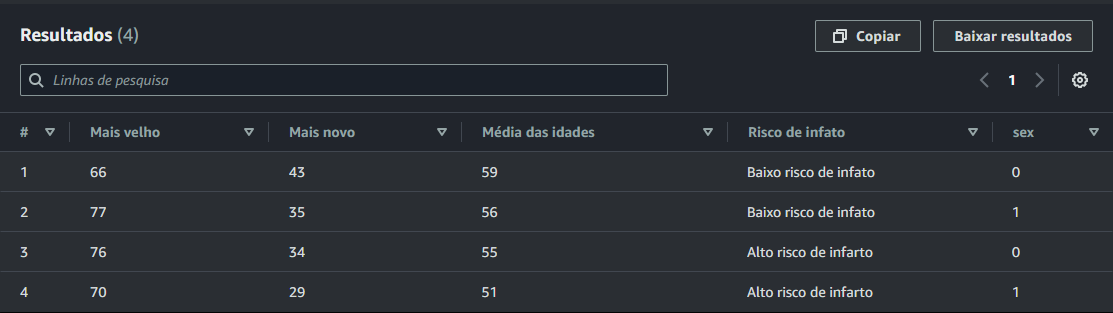 Resultados (4) Copiar Baixar resultados
Linhas de pesquisa 1
# Mais velho Mais novo Média das idades Risco de infato sex
1 66 43 59 Baixo risco de infato 0
2 77 35 56 Baixo risco de infato 1
3 76 34 55 Alto risco de infarto 0
4 70 29 51 Alto risco de infarto 1